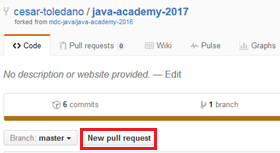 cesar-toledano / java-academy-2017
forked from mdc-java/java-academy-2016
Code Pull requests 0 Wiki Pulse Graphs
No description or website provided. — Edit
6 commits 1 branch
Branch: master New pull request